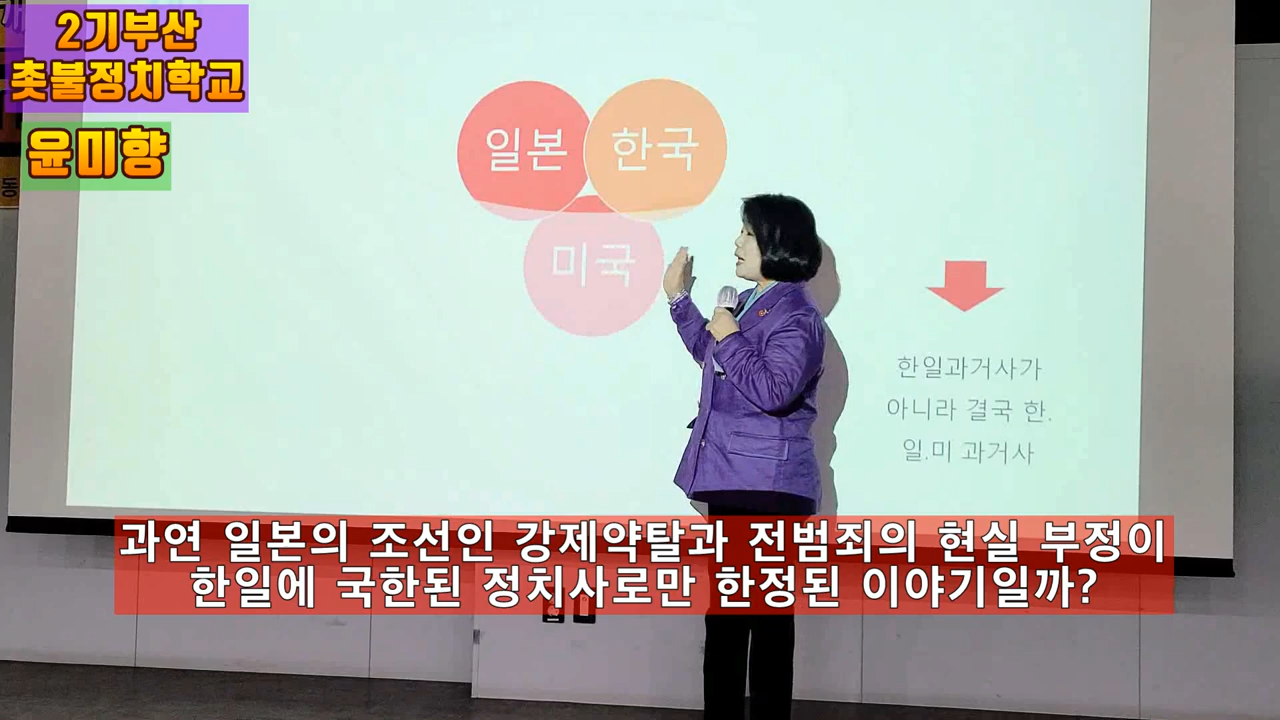 2기부산
촛불정치학교
윤미향
일본
한국
미국
한일과거사가
아니라 결국 한.
일.미 과거사
과연 일본의 조선인 강제약탈과 전범죄의 현실 부정이
한일에 국한된 정치사로만 한정된 이야기일까?